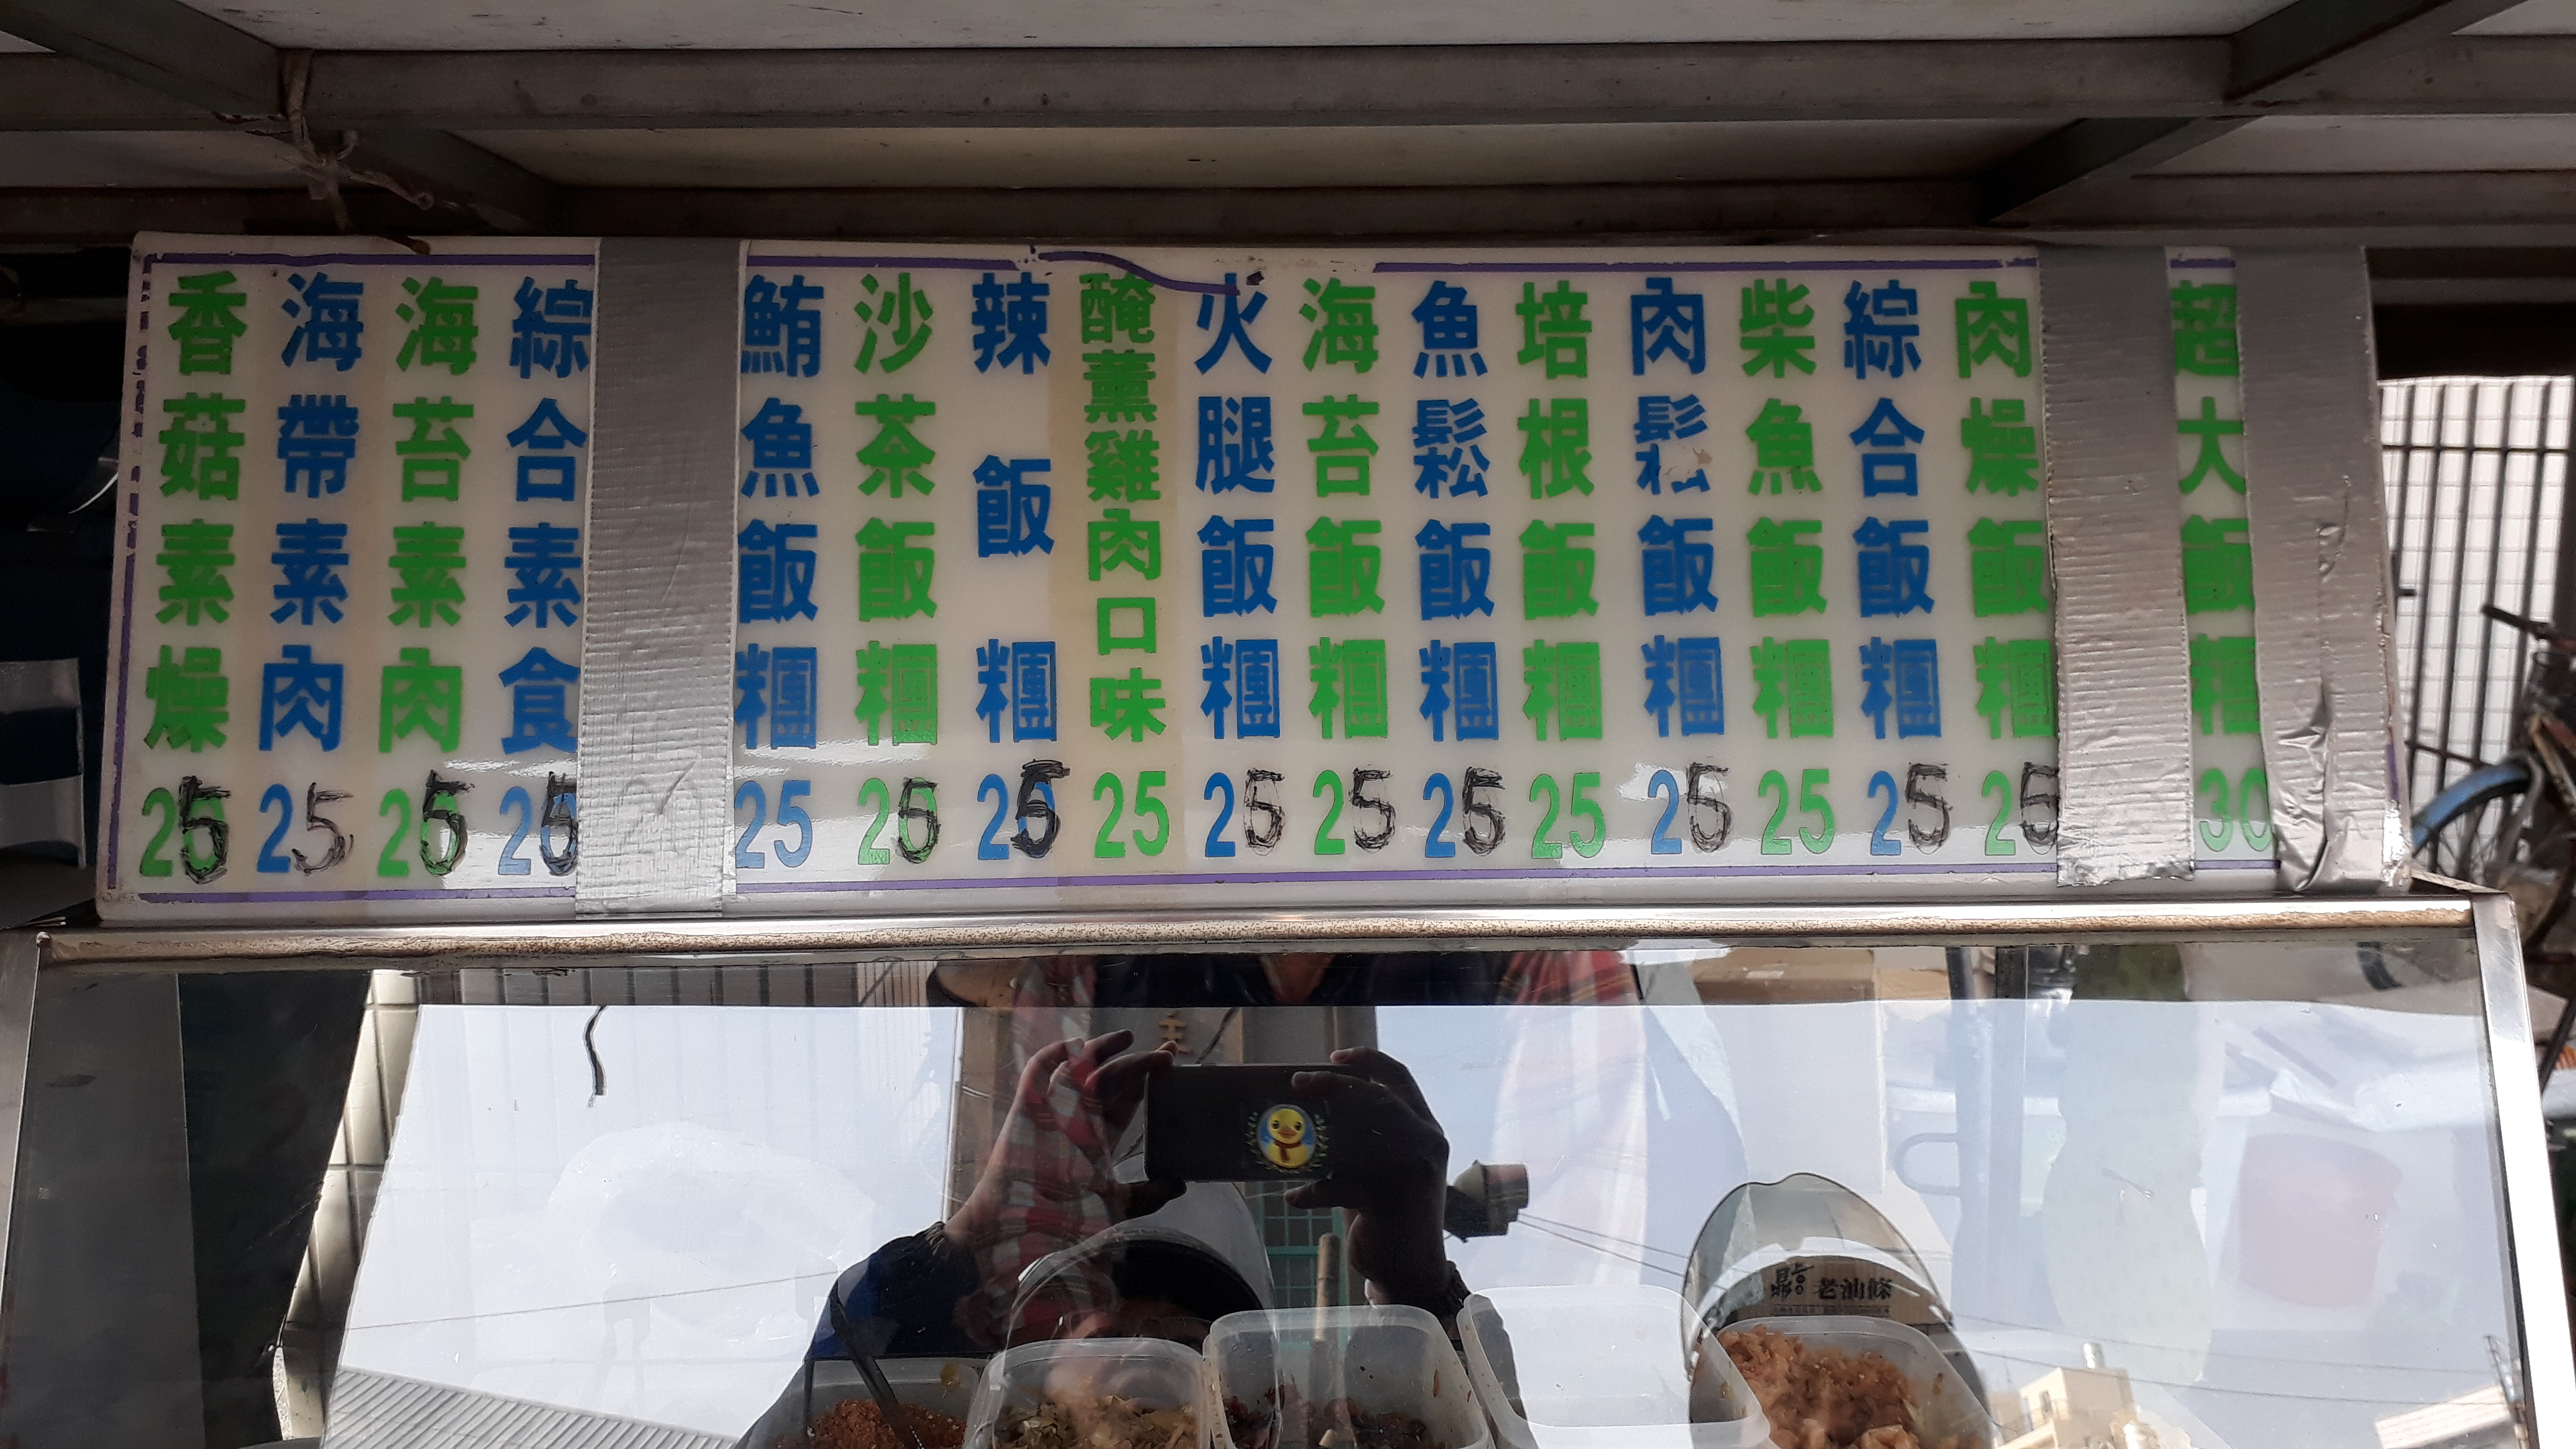 超大飯糰 30
肉燥飯糰 25
綜合飯糰 25
柴魚飯糰 25
肉鬆飯糰 25
培根飯糰 25
魚鬆飯糰 25
海苔飯糰 25
火腿飯糰 25
醃薰雞肉口味 25
辣飯糰 25
沙茶飯糰 25
鮪魚飯糰 25
綜合素食 25
海苔素肉 25
海帶素肉 25
香菇素燥 25
老油條